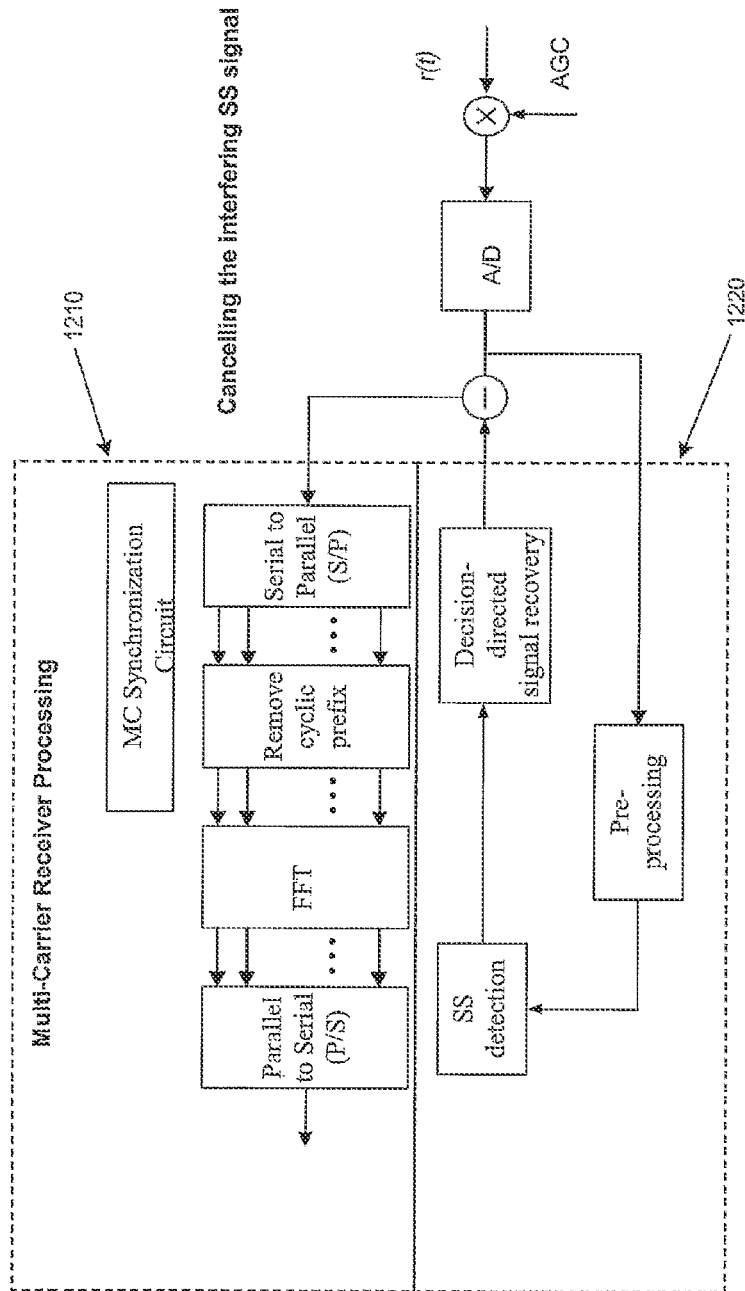 Multi-Carrier Receiver Processing
1210
Cancelling the interfering SS signal
MC Synchronization
Circuit
Parallel
to Serial
(P/S)
FFT
Remove
cyclic
prefix
Serial to
Parallel
(S/P)
r(t)
X
AGC
A/D
SS
detection
Decision-
directed
signal recovery
Pre-
processing
1220